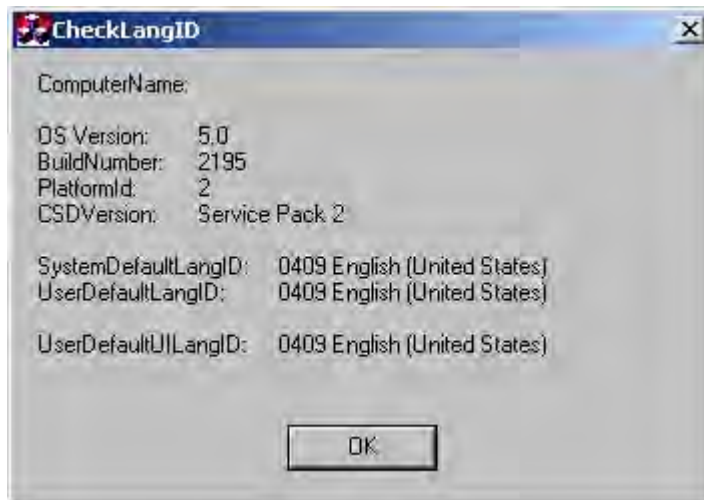 CheckLangID
ComputerName:
OS Version: 5.0
BuildNumber: 2195
PlatformId: 2
CSDVersion: Service Pack 2
SystemDefaultLangID: 0409 English (United States)
UserDefaultLangID: 0409 English (United States)
UserDefaultUILangID: 0409 English (United States)
OK